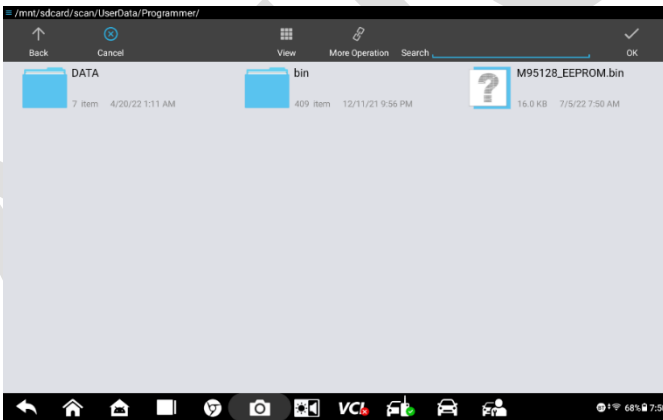 /mnt/sdcard/scan/UserData/Programmer/
Back Cancel View More Operation Search OK
DATA
7 item 4/20/22 1:11 AM
bin
409 item 12/11/21 9:56 PM
M95128_EEPROM.bin
16.0 KB 7/5/22 7:50 AM
VCI
68%